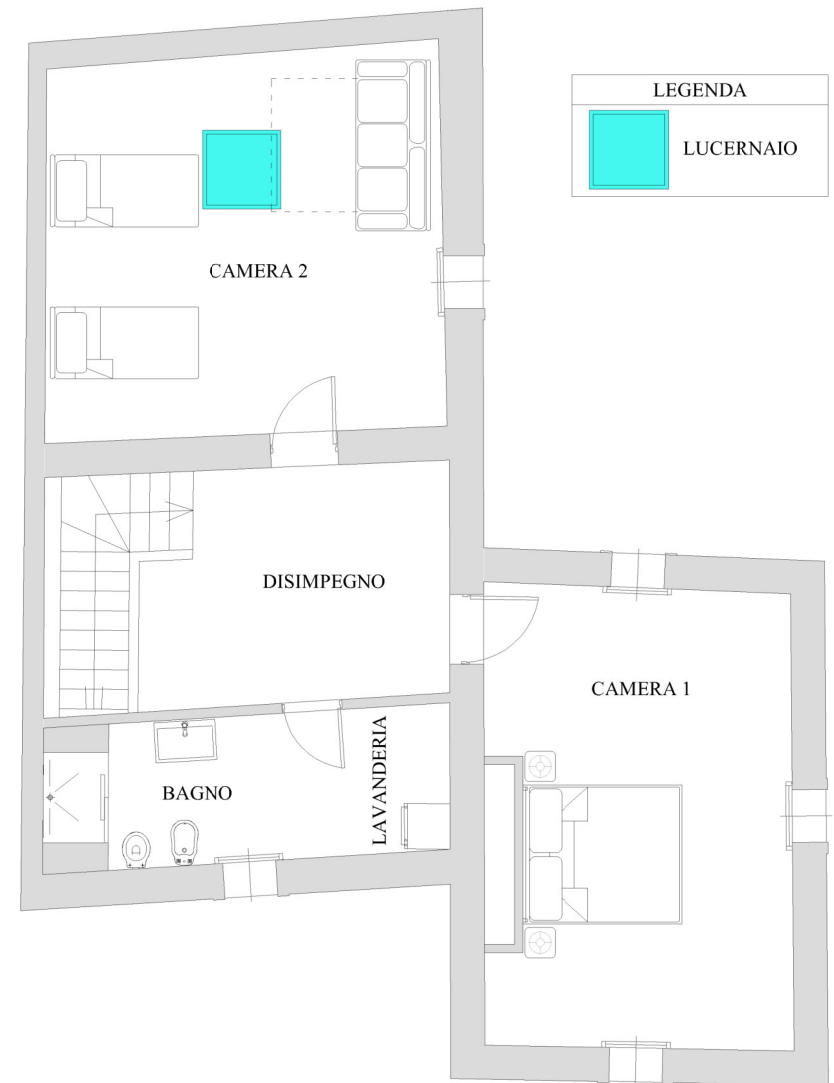 LEGENDA
LUCERNAIO
CAMERA 2
DISIMPEGNO
CAMERA 1
BAGNO
LAVANDERIA